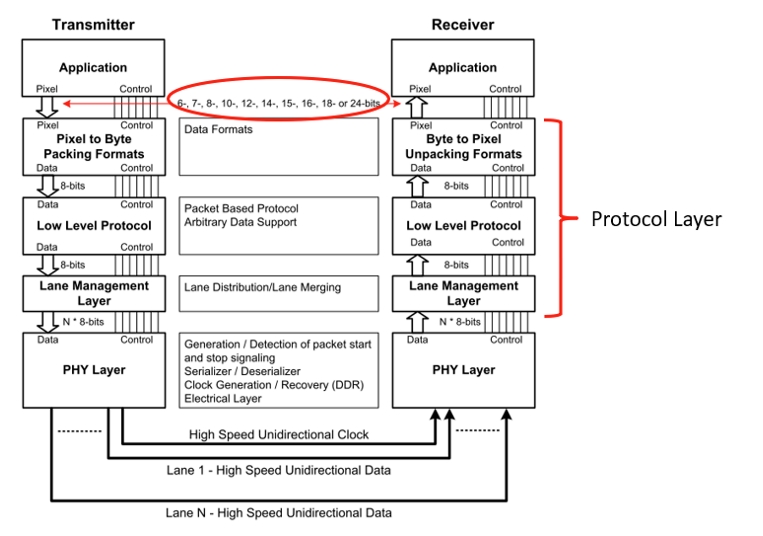 Transmitter
Receiver
Application
Application
Pixel
Control
Pixel
Control
6-, 7-, 8-, 10-, 12-, 14-, 15-, 16-, 18- or 24-bits
Pixel
Control
Pixel
Control
Pixel to Byte
Packing Formats
Data Formats
Byte to Pixel
Unpacking Formats
Data
Control
Data
Control
8-bits
8-bits
Data
Control
Data
Control
Low Level Protocol
Packet Based Protocol
Arbitrary Data Support
Low Level Protocol
Protocol Layer
Data
Control
Data
Control
8-bits
8-bits
Lane Management
Layer
Lane Distribution/Lane Merging
Lane Management
Layer
N * 8-bits
N * 8-bits
Data
Control
Data
Control
PHY Layer
Generation / Detection of packet start
and stop signaling
Serializer / Deserializer
Clock Generation / Recovery (DDR)
Electrical Layer
PHY Layer
High Speed Unidirectional Clock
Lane 1 - High Speed Unidirectional Data
Lane N - High Speed Unidirectional Data